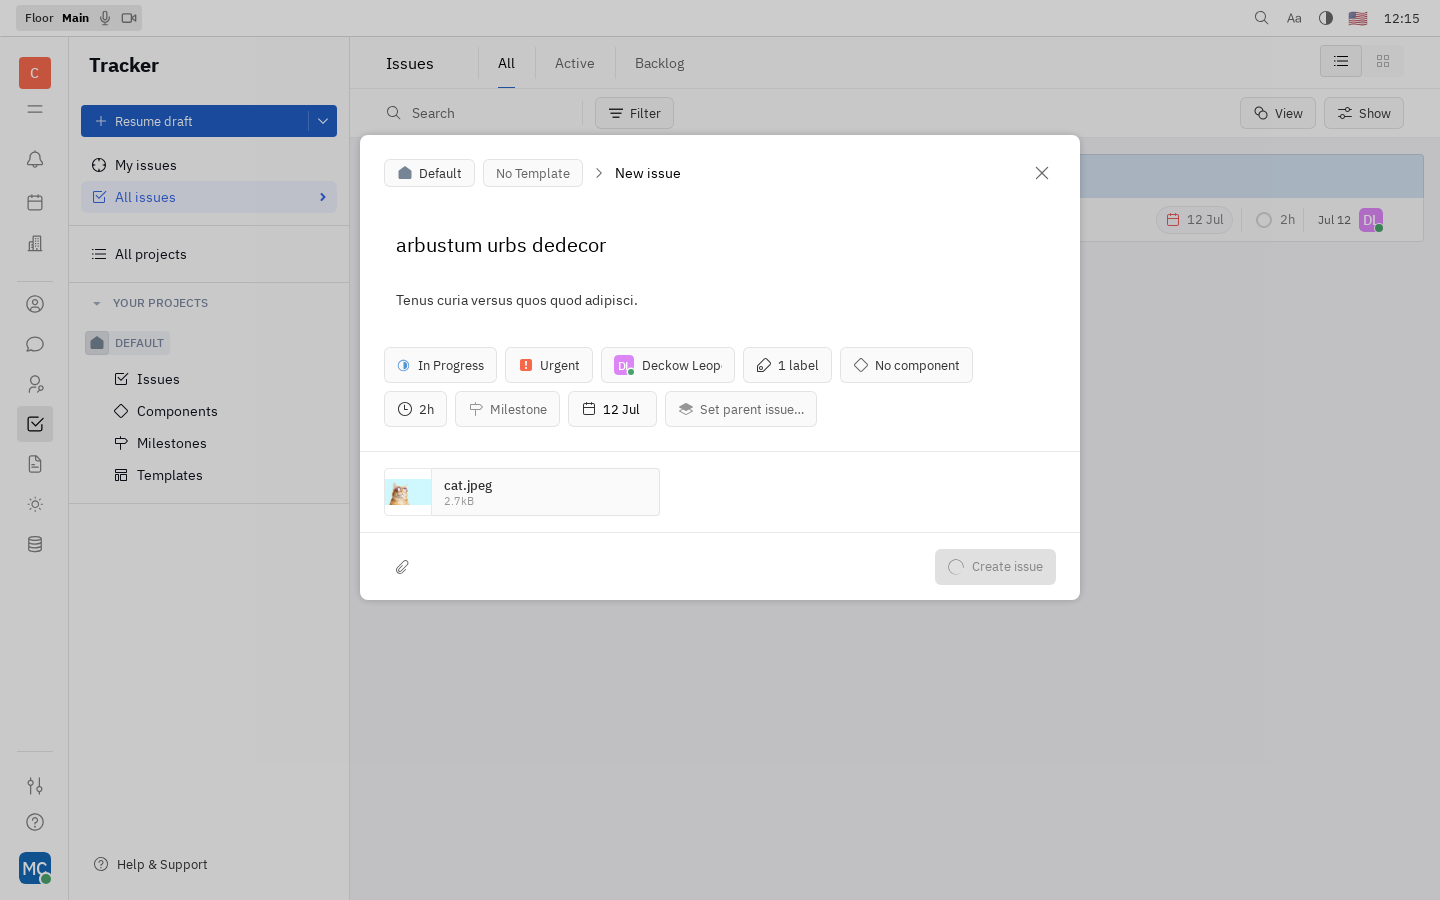 Floor Main
Aa
12:15
C
Tracker
Issues
All
Active
Backlog
Resume draft
Search
Filter
View
Show
My issues
All issues
All projects
YOUR PROJECTS
DEFAULT
Issues
Components
Milestones
Templates
Help & Support
MC
12 Jul
2h
Jul 12
DL
Default
No Template
New issue
arbustum urbs dedecor
Tenus curia versus quos quod adipisci.
In Progress
Urgent
DL
Deckow Leop
1 label
No component
2h
Milestone
12 Jul
Set parent issue...
cat.jpeg
2.7kB
Create issue